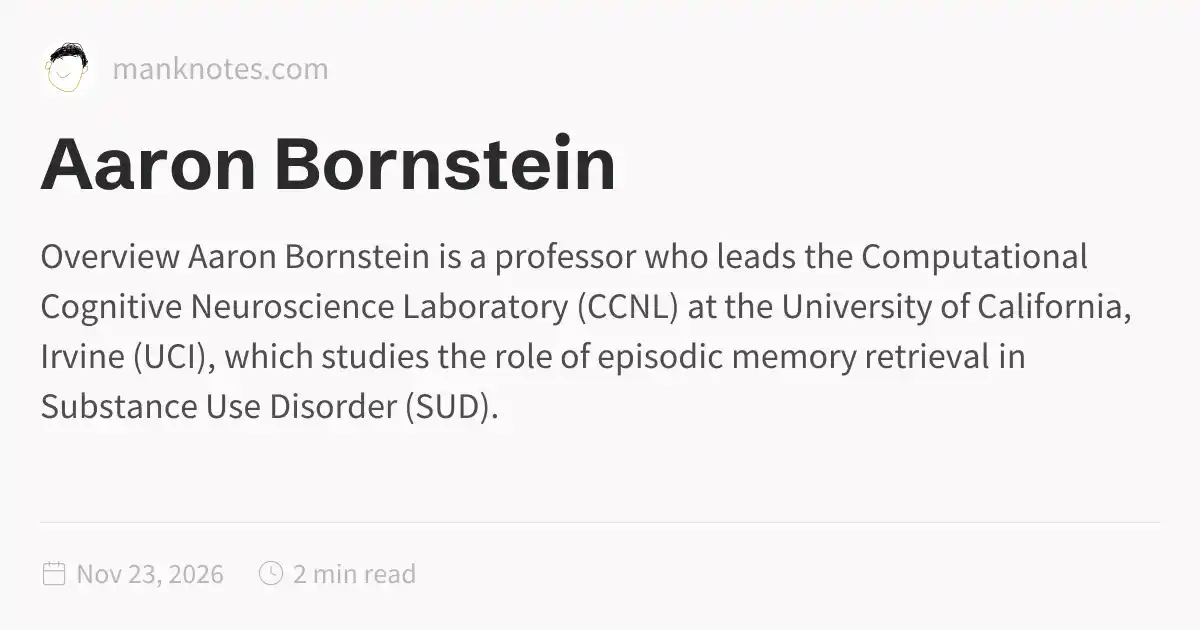 manknotes.com
Aaron Bornstein
Overview Aaron Bornstein is a professor who leads the Computational
Cognitive Neuroscience Laboratory (CCNL) at the University of California,
Irvine (UCI), which studies the role of episodic memory retrieval in
Substance Use Disorder (SUD).
Nov 23, 2026 2 min read